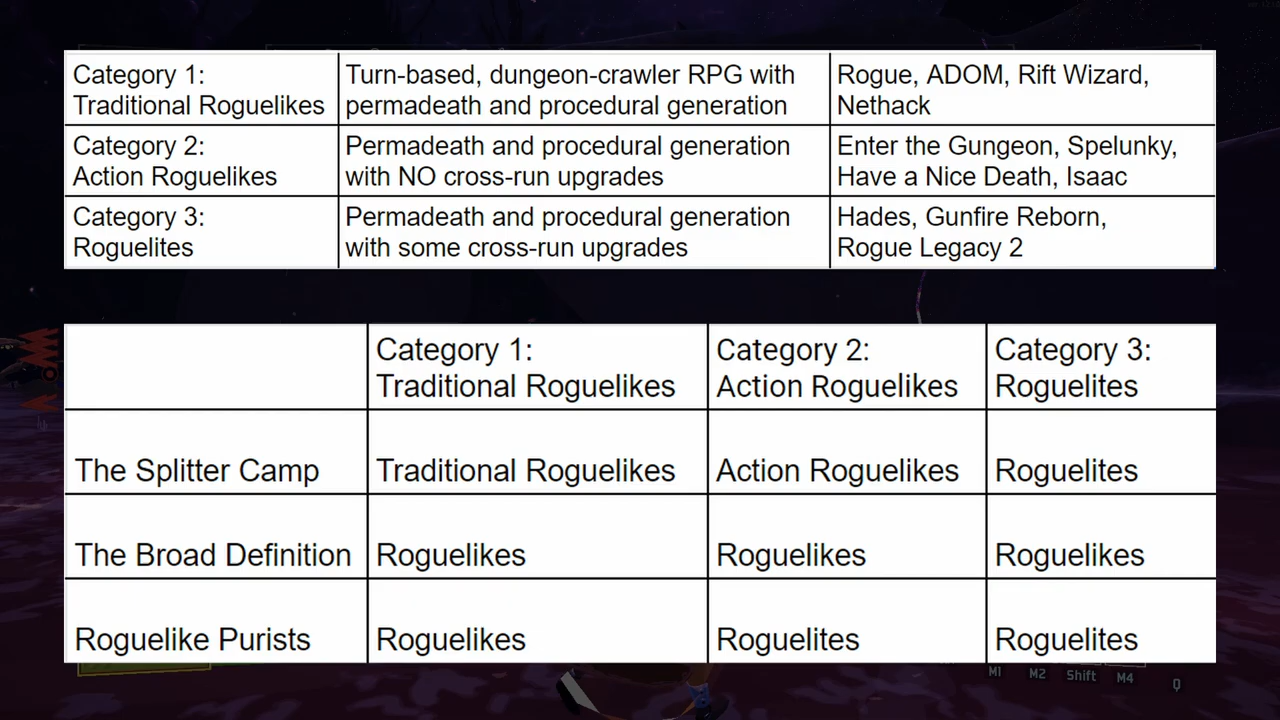 Category 1:
Traditional Roguelikes
Turn-based, dungeon-crawler RPG with
permadeath and procedural generation
Rogue, ADOM, Rift Wizard,
Nethack
Category 2:
Action Roguelikes
Permadeath and procedural generation
with NO cross-run upgrades
Enter the Gungeon, Spelunky,
Have a Nice Death, Isaac
Category 3:
Roguelites
Permadeath and procedural generation
with some cross-run upgrades
Hades, Gunfire Reborn,
Rogue Legacy 2
Category 1:
Traditional Roguelikes
Category 2:
Action Roguelikes
Category 3:
Roguelites
The Splitter Camp
Traditional Roguelikes
Action Roguelikes
Roguelites
The Broad Definition
Roguelikes
Roguelikes
Roguelikes
Roguelike Purists
Roguelikes
Roguelites
Roguelites
M1
M2
Shift
M4
Q